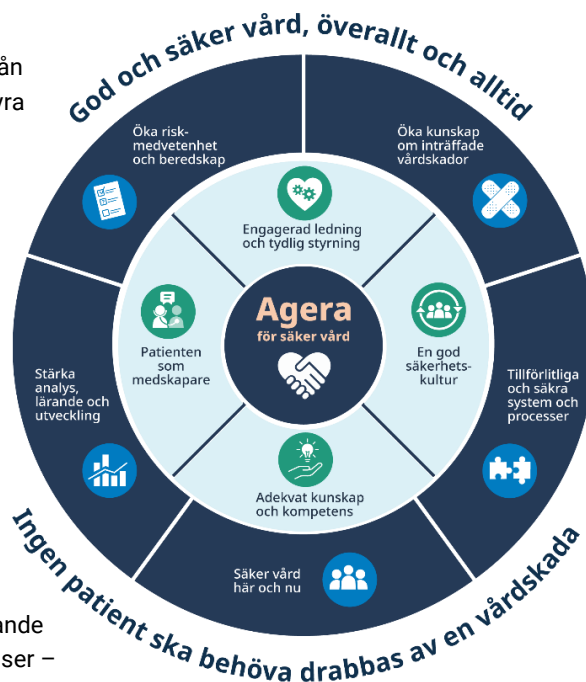 God och säker vård, överallt och alltid
ån
yra
Öka risk-
medvetenhet
och beredskap
Öka kunskap
om inträffade
vårdskador
Engagerad ledning
och tydlig styrning
Agera
för säker vård
Patienten
som
medskapare
En god
säkerhets-
kultur
Stärka
analys,
lärande och
utveckling
Tillförlitliga
och säkra
system och
processer
Adekvat kunskap
och kompetens
Säker vård
här och nu
Ingen patient ska behöva drabbas av en vårdskada
ande
ser –